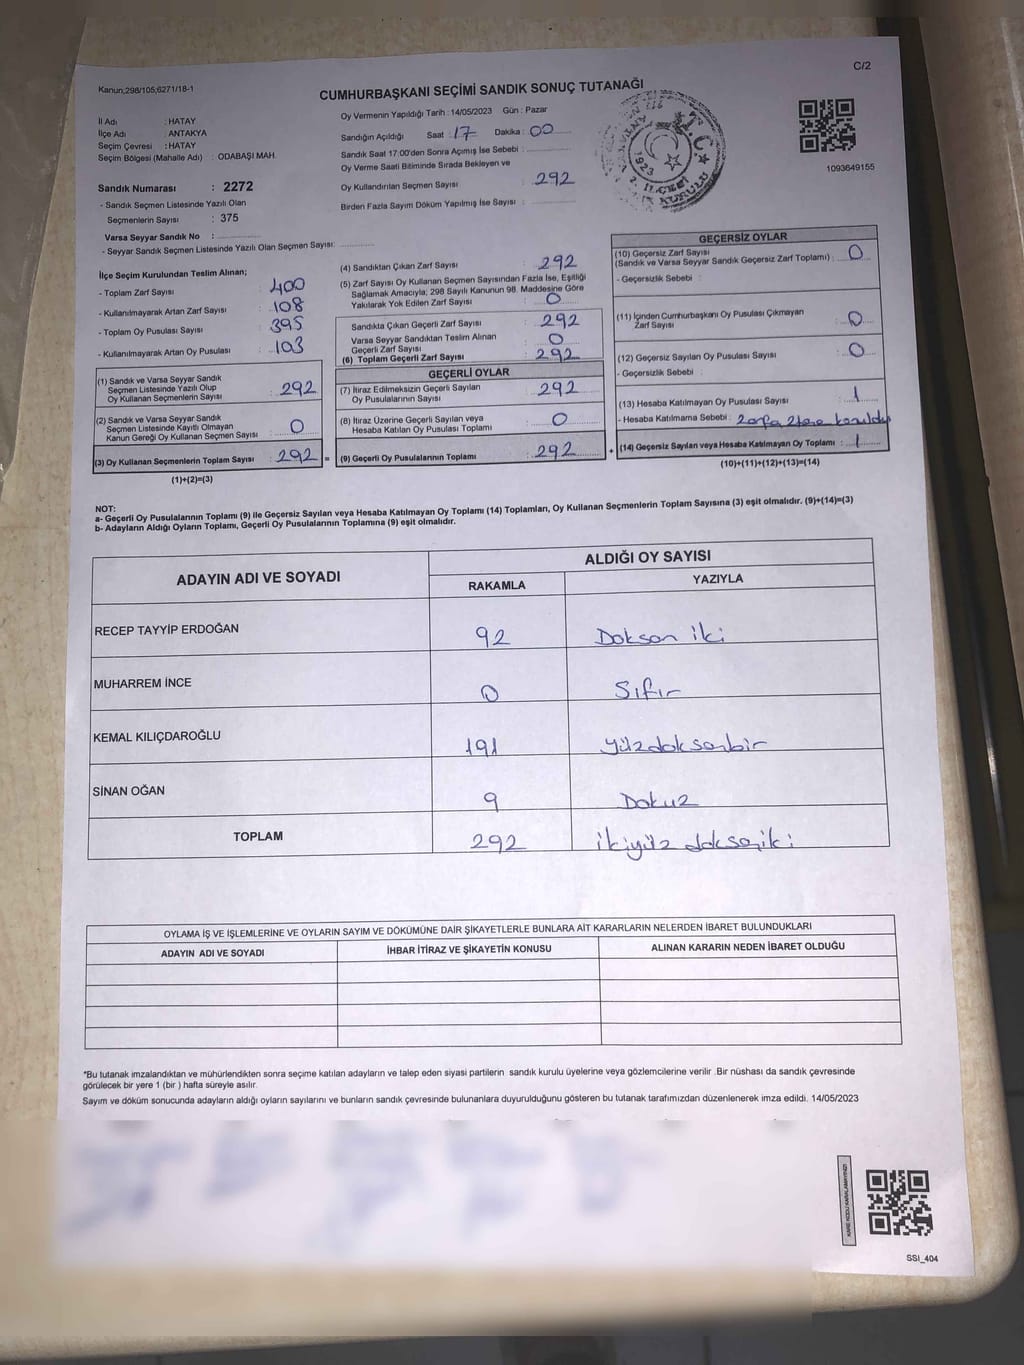 C/2
Kanun;298/105;6271/18-1
CUMHURBAŞKANI SEÇİMİ SANDIK SONUÇ TUTANAĞI
İl Adı : HATAY
İlçe Adı : ANTAKYA
Seçim Çevresi : HATAY
Seçim Bölgesi (Mahalle Adı) : ODABAŞI MAH.
Oy Vermenin Yapıldığı Tarih : 14/05/2023 Gün : Pazar
Sandığın Açıldığı Saat 17 Dakika : 00
Sandık Saat 17.00'den Sonra Açımış İse Sebebi :
Oy Verme Saati Bitiminde Sırada Bekleyen ve
Oy Kullandırılan Seçmen Sayısı : 292
Birden Fazla Sayım Döküm Yapılmış İse Sayısı :
T.C.
1923
1093649155
Sandık Numarası : 2272
- Sandık Seçmen Listesinde Yazılı Olan
Seçmenlerin Sayısı : 375
Varsa Seyyar Sandık No :
- Seyyar Sandık Seçmen Listesinde Yazılı Olan Seçmen Sayısı:
İlçe Seçim Kurulundan Teslim Alınan;
- Toplam Zarf Sayısı : 400
- Kullanılmayarak Artan Zarf Sayısı : 108
- Toplam Oy Pusulası Sayısı : 395
- Kullanılmayarak Artan Oy Pusulası : 103
(1) Sandık ve Varsa Seyyar Sandık
Seçmen Listesinde Yazılı Olup
Oy Kullanan Seçmenlerin Sayısı : 292
(2) Sandık ve Varsa Seyyar Sandık
Seçmen Listesinde Kayıtlı Olmayan
Kanun Gereği Oy Kullanan Seçmen Sayısı : 0
(3) Oy Kullanan Seçmenlerin Toplam Sayısı : 292 =
(1)+(2)=(3)
(4) Sandıktan Çıkan Zarf Sayısı : 292
(5) Zarf Sayısı Oy Kullanan Seçmen Sayısından Fazla İse, Eşitliği
Sağlamak Amacıyla; 298 Sayılı Kanunun 98. Maddesine Göre
Yakılarak Yok Edilen Zarf Sayısı : 0
Sandıkta Çıkan Geçerli Zarf Sayısı : 292
Varsa Seyyar Sandıktan Teslim Alınan
Geçerli Zarf Sayısı : 0
(6) Toplam Geçerli Zarf Sayısı : 292
GEÇERLİ OYLAR
(7) İtiraz Edilmeksizin Geçerli Sayılan
Oy Pusulalarının Sayısı : 292
(8) İtiraz Üzerine Geçerli Sayılan veya
Hesaba Katılan Oy Pusulası Toplamı : 0
(9) Geçerli Oy Pusulalarının Toplamı : 292 +
GEÇERSİZ OYLAR
(10) Geçersiz Zarf Sayısı
(Sandık ve Varsa Seyyar Sandık Geçersiz Zarf Toplamı) : 0
- Geçersizlik Sebebi :
(11) İçinden Cumhurbaşkanı Oy Pusulası Çıkmayan
Zarf Sayısı : 0
(12) Geçersiz Sayılan Oy Pusulası Sayısı : 0
- Geçersizlik Sebebi :
(13) Hesaba Katılmayan Oy Pusulası Sayısı : 1
- Hesaba Katılmama Sebebi :
(14) Geçersiz Sayılan veya Hesaba Katılmayan Oy Toplamı : 1
(10)+(11)+(12)+(13)=(14)
NOT:
a- Geçerli Oy Pusulalarının Toplamı (9) ile Geçersiz Sayılan veya Hesaba Katılmayan Oy Toplamı (14) Toplamları, Oy Kullanan Seçmenlerin Toplam Sayısına (3) eşit olmalıdır. (9)+(14)=(3)
b- Adayların Aldığı Oyların Toplamı, Geçerli Oy Pusulalarının Toplamına (9) eşit olmalıdır.
ADAYIN ADI VE SOYADI
ALDIĞI OY SAYISI
RAKAMLA YAZIYLA
RECEP TAYYİP ERDOĞAN 92 Doksan iki
MUHARREM İNCE 0 Sıfır
KEMAL KILIÇDAROĞLU 191 yüzdoksanbir
SİNAN OĞAN 9 Dokuz
TOPLAM 292 ikiyüz doksaniki
OYLAMA İŞ VE İŞLEMLERİNE VE OYLARIN SAYIM VE DÖKÜMÜNE DAİR ŞİKAYETLERLE BUNLARA AİT KARARLARIN NELERDEN İBARET BULUNDUKLARI
ADAYIN ADI VE SOYADI İHBAR İTİRAZ VE ŞİKAYETİN KONUSU ALINAN KARARIN NEDEN İBARET OLDUĞU
*Bu tutanak imzalandıktan ve mühürlendikten sonra seçime katılan adayların ve talep eden siyasi partilerin sandık kurulu üyelerine veya gözlemcilerine verilir .Bir nüshası da sandık çevresinde
görülecek bir yere 1 (bir ) hafta süreyle asılır.
Sayım ve döküm sonucunda adayların aldığı oyların sayılarını ve bunların sandık çevresinde bulunanlara duyurulduğunu gösteren bu tutanak tarafımızdan düzenlenerek imza edildi. 14/05/2023
KARE KODU KARALAMAYINIZ!
SSI_404